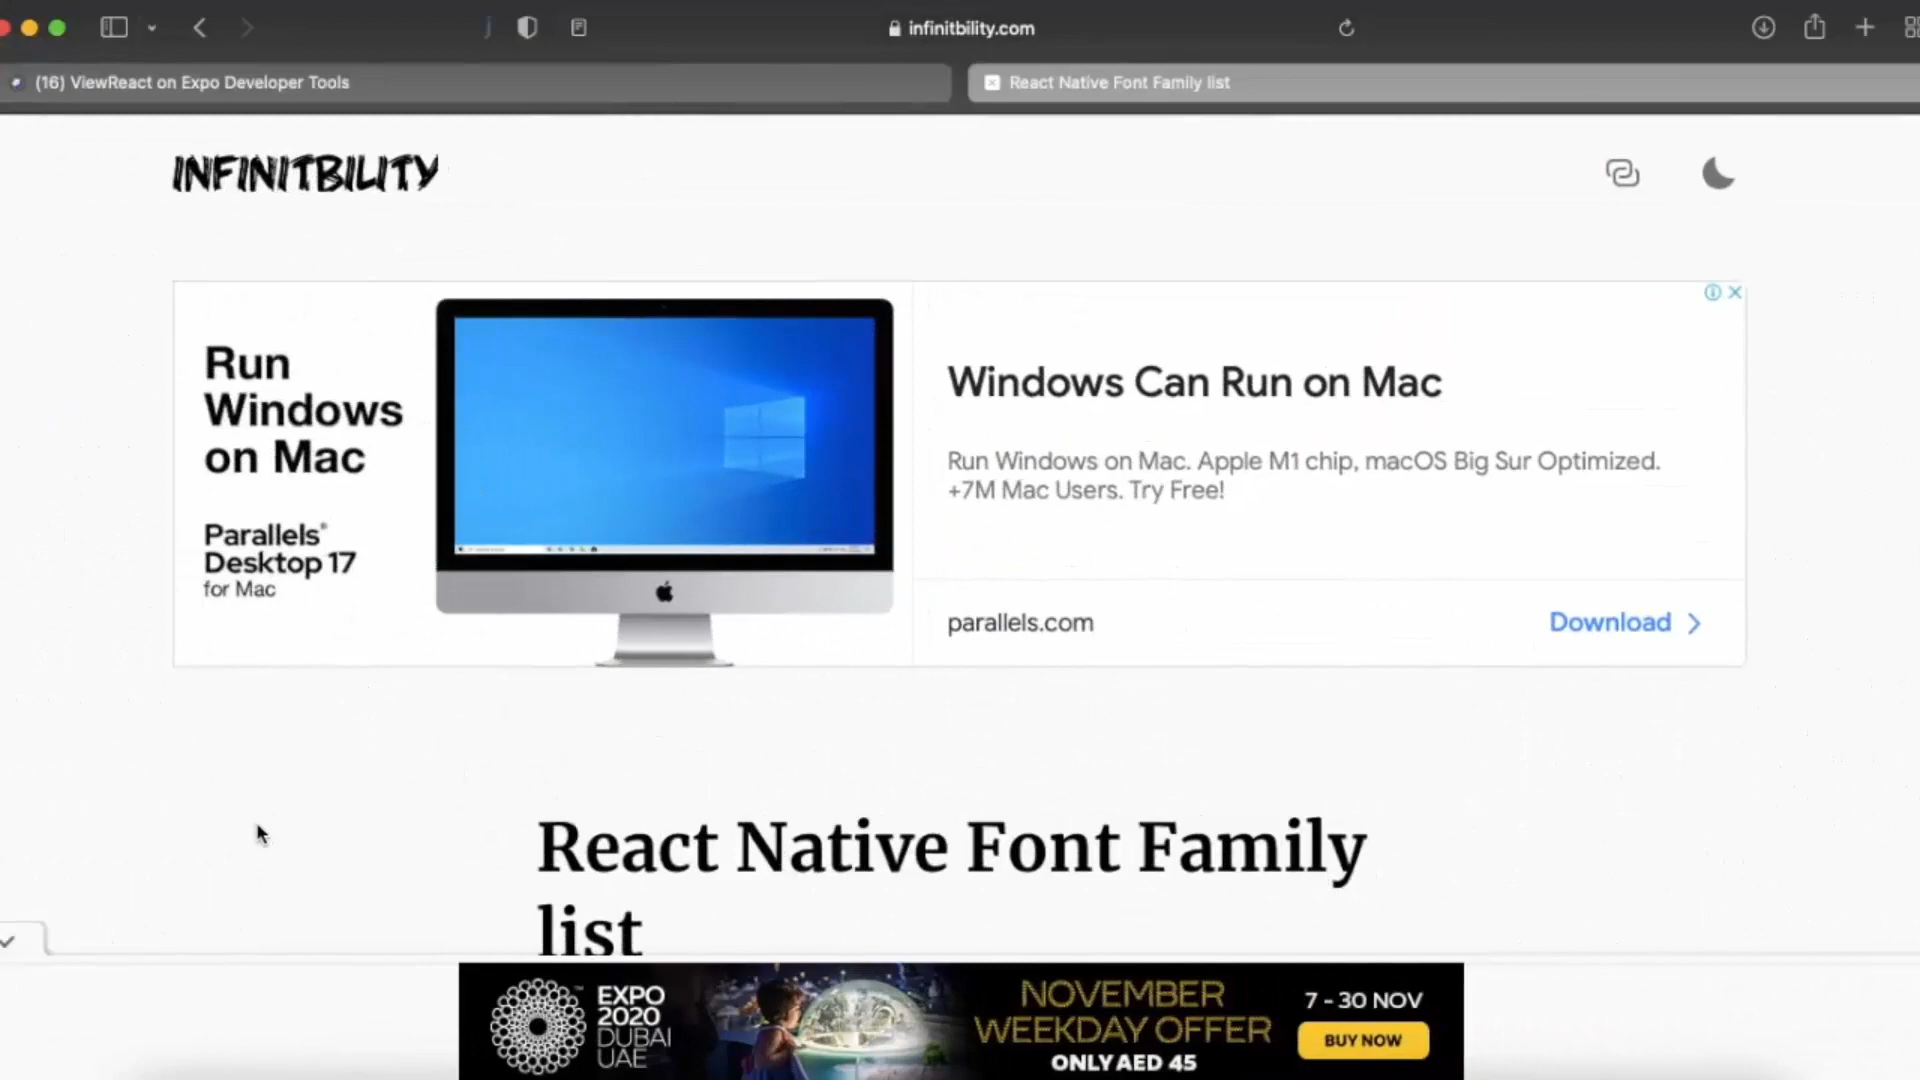 infinitbility.com
(16) ViewReact on Expo Developer Tools
React Native Font Family list
INFINITBILITY
Run
Windows
on Mac
Parallels®
Desktop 17
for Mac
Windows Can Run on Mac
Run Windows on Mac. Apple M1 chip, macOS Big Sur Optimized.
+7M Mac Users. Try Free!
parallels.com
Download
React Native Font Family
list
EXPO
2020
DUBAI
UAE
NOVEMBER
WEEKDAY OFFER
ONLY AED 45
7 - 30 NOV
BUY NOW